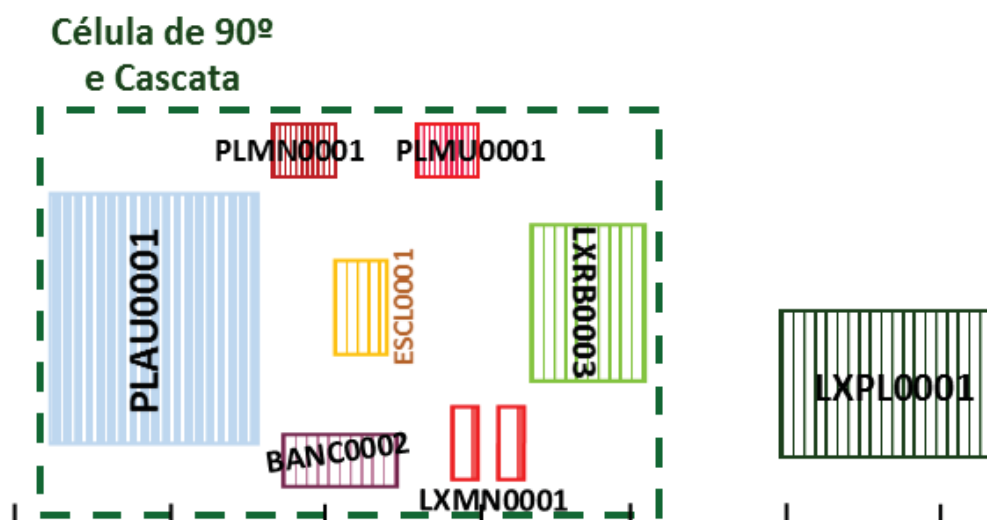 Célula de 90º
e Cascata
PLMN0001
PLMU0001
PLAU0001
ESCL0001
LXRB0003
LXPL0001
BANC0002
LXMN0001